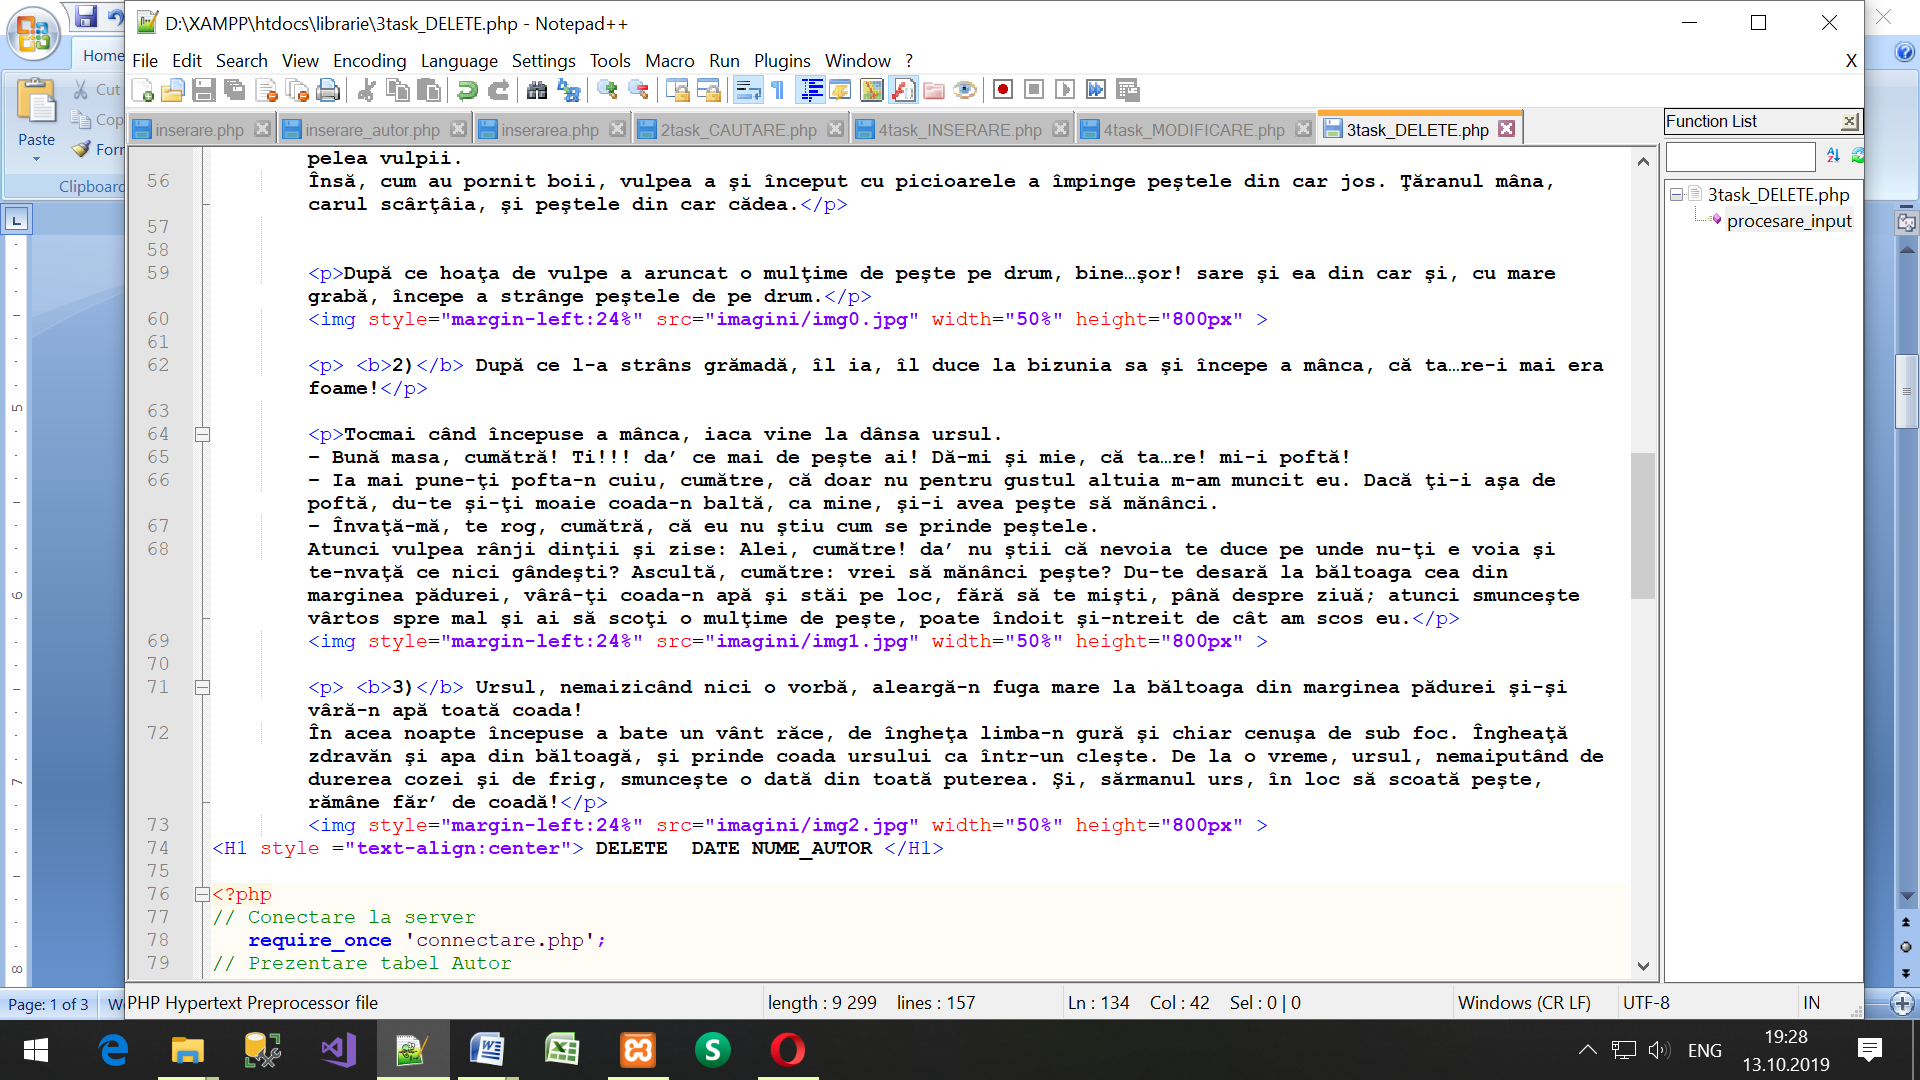 D:\XAMPP\htdocs\librarie\3task_DELETE.php - Notepad++
File Edit Search View Encoding Language Settings Tools Macro Run Plugins Window ? X
Home
Cut
Paste
Clipboard
inserare.php inserare_autor.php inserarea.php 2task_CAUTARE.php 4task_INSERARE.php 4task_MODIFICARE.php 3task_DELETE.php
Function List
3task_DELETE.php
procesare_input
pelea vulpii.
56 Însă, cum au pornit boii, vulpea a şi început cu picioarele a împinge peştele din car jos. Ţăranul mâna,
carul scârţâia, şi peştele din car cădea.</p>
57
58
59 <p>După ce hoaţa de vulpe a aruncat o mulţime de peşte pe drum, bine…şor! sare şi ea din car şi, cu mare
grabă, începe a strânge peştele de pe drum.</p>
60 <img style="margin-left:24%" src="imagini/img0.jpg" width="50%" height="800px" >
61
62 <p> <b>2)</b> După ce l-a strâns grămadă, îl ia, îl duce la bizunia sa şi începe a mânca, că ta…re-i mai era
foame!</p>
63
64 <p>Tocmai când începuse a mânca, iaca vine la dânsa ursul.
65 – Bună masa, cumătră! Ti!!! da’ ce mai de peşte ai! Dă-mi şi mie, că ta…re! mi-i poftă!
66 – Ia mai pune-ţi pofta-n cuiu, cumătre, că doar nu pentru gustul altuia m-am muncit eu. Dacă ţi-i aşa de
poftă, du-te şi-ţi moaie coada-n baltă, ca mine, şi-i avea peşte să mănânci.
67 – Învaţă-mă, te rog, cumătră, că eu nu ştiu cum se prinde peştele.
68 Atunci vulpea rânji dinţii şi zise: Alei, cumătre! da’ nu ştii că nevoia te duce pe unde nu-ţi e voia şi
te-nvaţă ce nici gândeşti? Ascultă, cumătre: vrei să mănânci peşte? Du-te desară la băltoaga cea din
marginea pădurei, vârâ-ţi coada-n apă şi stăi pe loc, fără să te mişti, până despre ziuă; atunci smunceşte
vârtos spre mal şi ai să scoţi o mulţime de peşte, poate îndoit şi-ntreit de cât am scos eu.</p>
69 <img style="margin-left:24%" src="imagini/img1.jpg" width="50%" height="800px" >
70
71 <p> <b>3)</b> Ursul, nemaizicând nici o vorbă, aleargă-n fuga mare la băltoaga din marginea pădurei şi-şi
vâră-n apă toată coada!
72 În acea noapte începuse a bate un vânt răce, de îngheţa limba-n gură şi chiar cenuşa de sub foc. Îngheaţă
zdravăn şi apa din băltoagă, şi prinde coada ursului ca într-un cleşte. De la o vreme, ursul, nemaiputând de
durerea cozei şi de frig, smunceşte o dată din toată puterea. Şi, sărmanul urs, în loc să scoată peşte,
rămâne făr’ de coadă!</p>
73 <img style="margin-left:24%" src="imagini/img2.jpg" width="50%" height="800px" >
74 <H1 style ="text-align:center"> DELETE  DATE NUME_AUTOR </H1>
75
76 <?php
77 // Conectare la server
78 require_once 'connectare.php';
79 // Prezentare tabel Autor
5
6
7
8
Page: 1 of 3
PHP Hypertext Preprocessor file length : 9 299 lines : 157 Ln : 134 Col : 42 Sel : 0 | 0 Windows (CR LF) UTF-8 IN
ENG
19:28
13.10.2019